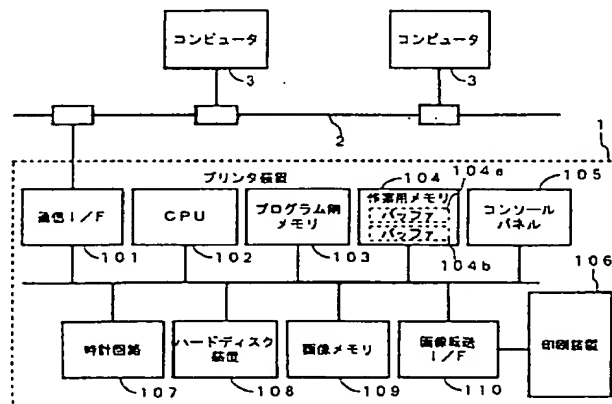 コンピュータ
コンピュータ
3
3
2
1
プリンタ装置
104
104a
105
通信I/F
CPU
プログラム用
メモリ
作業用メモリ
バッファ
バッファ
コンソール
パネル
101
102
103
104b
106
時計回路
ハードディスク
装置
画像メモリ
画像転送
I/F
印刷装置
107
108
109
110